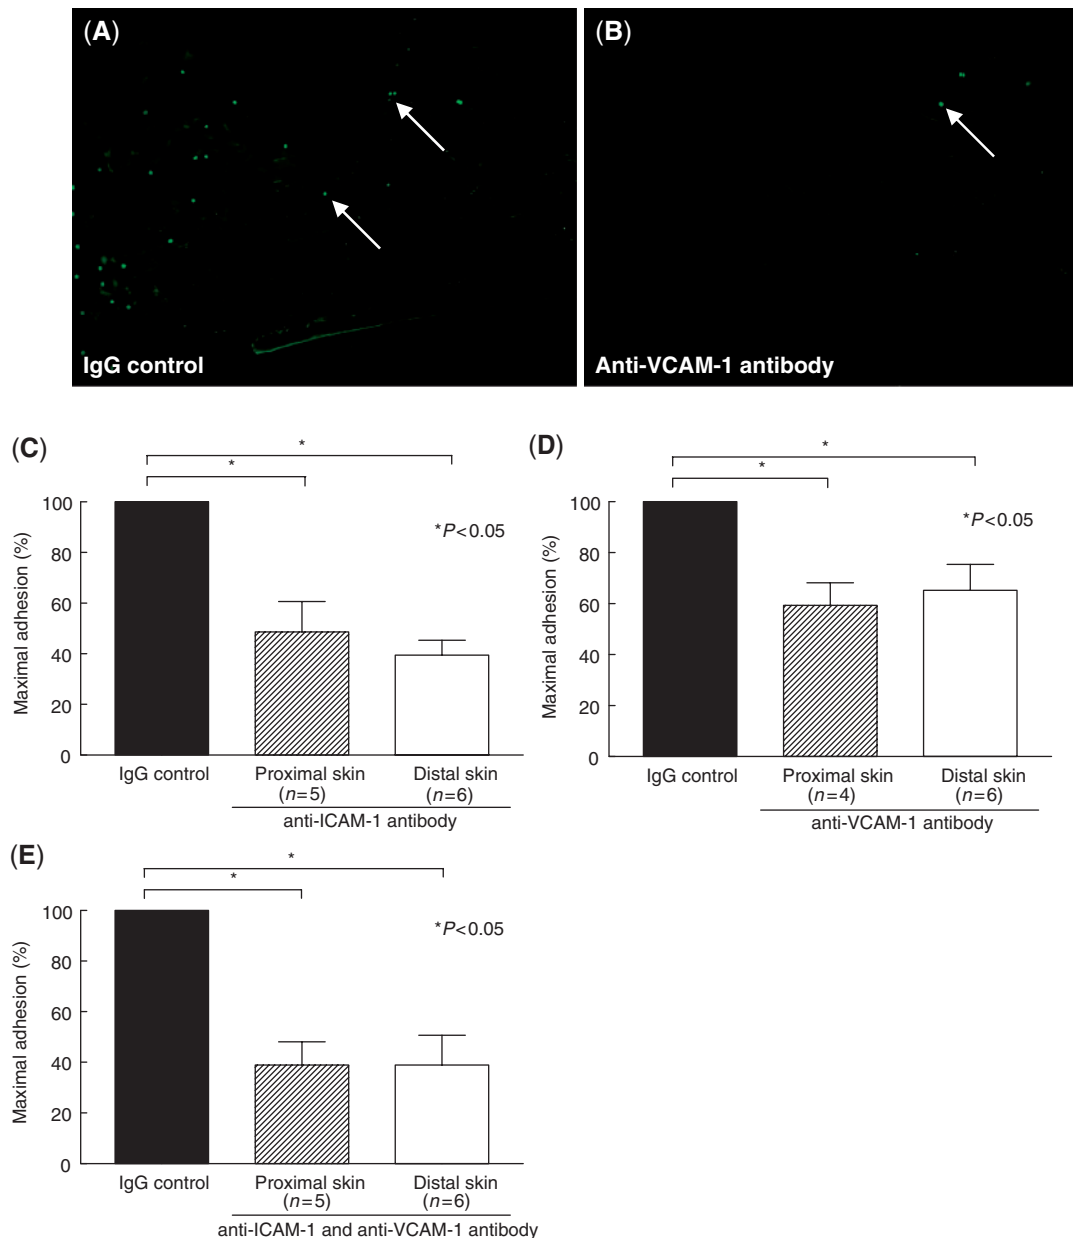 (A)
IgG control
(B)
Anti-VCAM-1 antibody
(C)
*
*
*P<0.05
Maximal adhesion (%)
100
80
60
40
20
0
IgG control
Proximal skin
(n=5)
Distal skin
(n=6)
anti-ICAM-1 antibody
(D)
*
*
*P<0.05
Maximal adhesion (%)
100
80
60
40
20
0
IgG control
Proximal skin
(n=4)
Distal skin
(n=6)
anti-VCAM-1 antibody
(E)
*
*
*P<0.05
Maximal adhesion (%)
100
80
60
40
20
0
IgG control
Proximal skin
(n=5)
Distal skin
(n=6)
anti-ICAM-1 and anti-VCAM-1 antibody